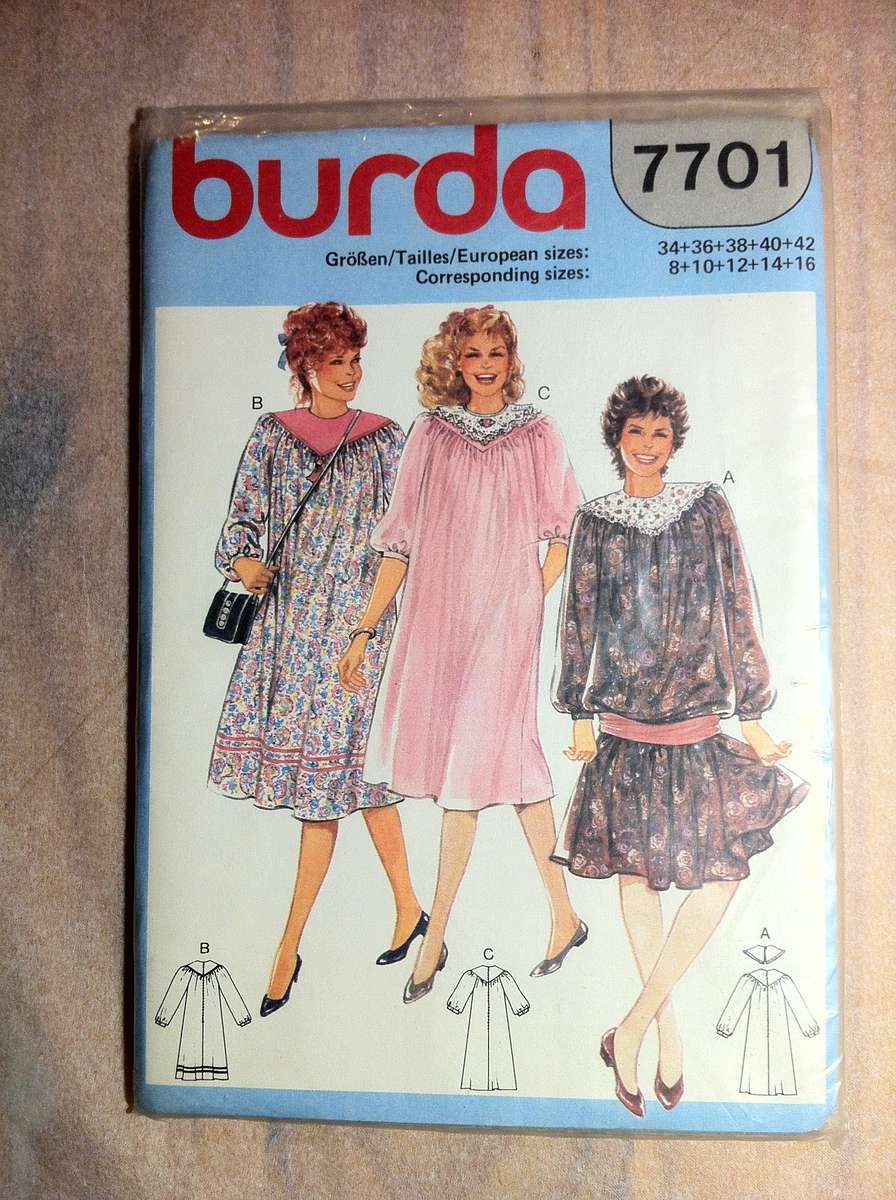 burda
7701
Größen/Tailles/European sizes: 34+36+38+40+42
Corresponding sizes: 8+10+12+14+16
B
C
A
B
C
A